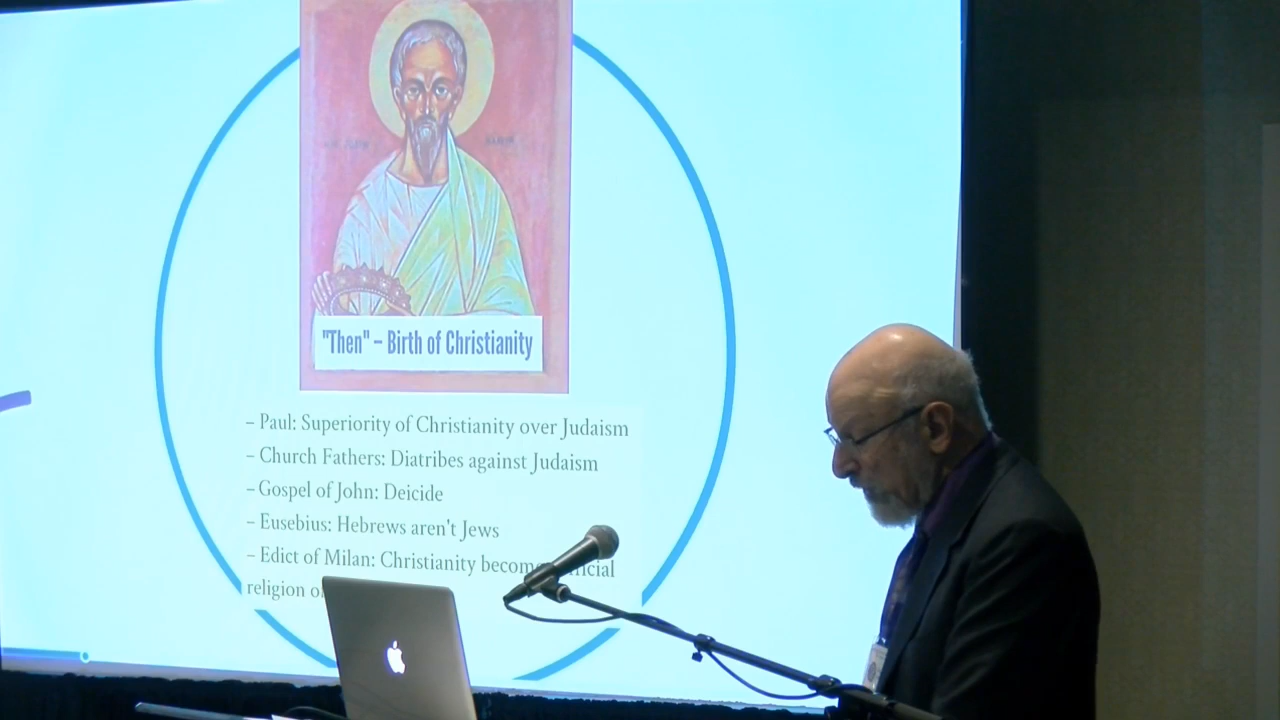 "Then" – Birth of Christianity
– Paul: Superiority of Christianity over Judaism
– Church Fathers: Diatribes against Judaism
– Gospel of John: Deicide
– Eusebius: Hebrews aren't Jews
– Edict of Milan: Christianity
religion